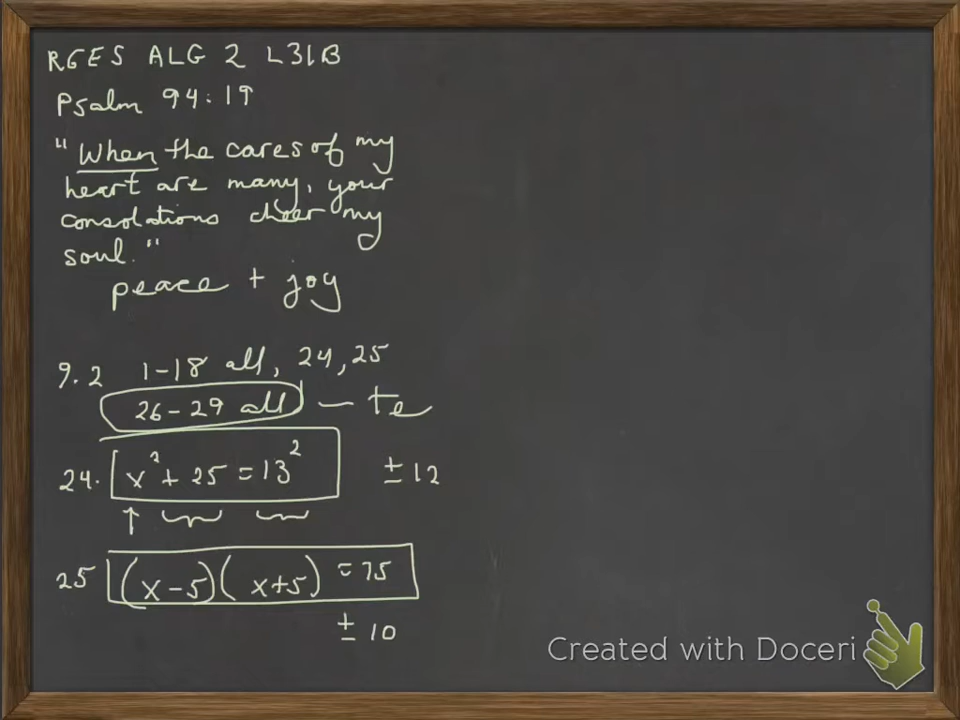 RGES ALG 2 L31B
Psalm 94:19
"When the cares of my
heart are many, your
consolations cheer my
soul."
peace + joy
9.2 1-18 all, 24, 25
26-29 all — te
24. x² + 25 = 13² ± 12
25 (x-5)(x+5) = 75
± 10
Created with Doceri